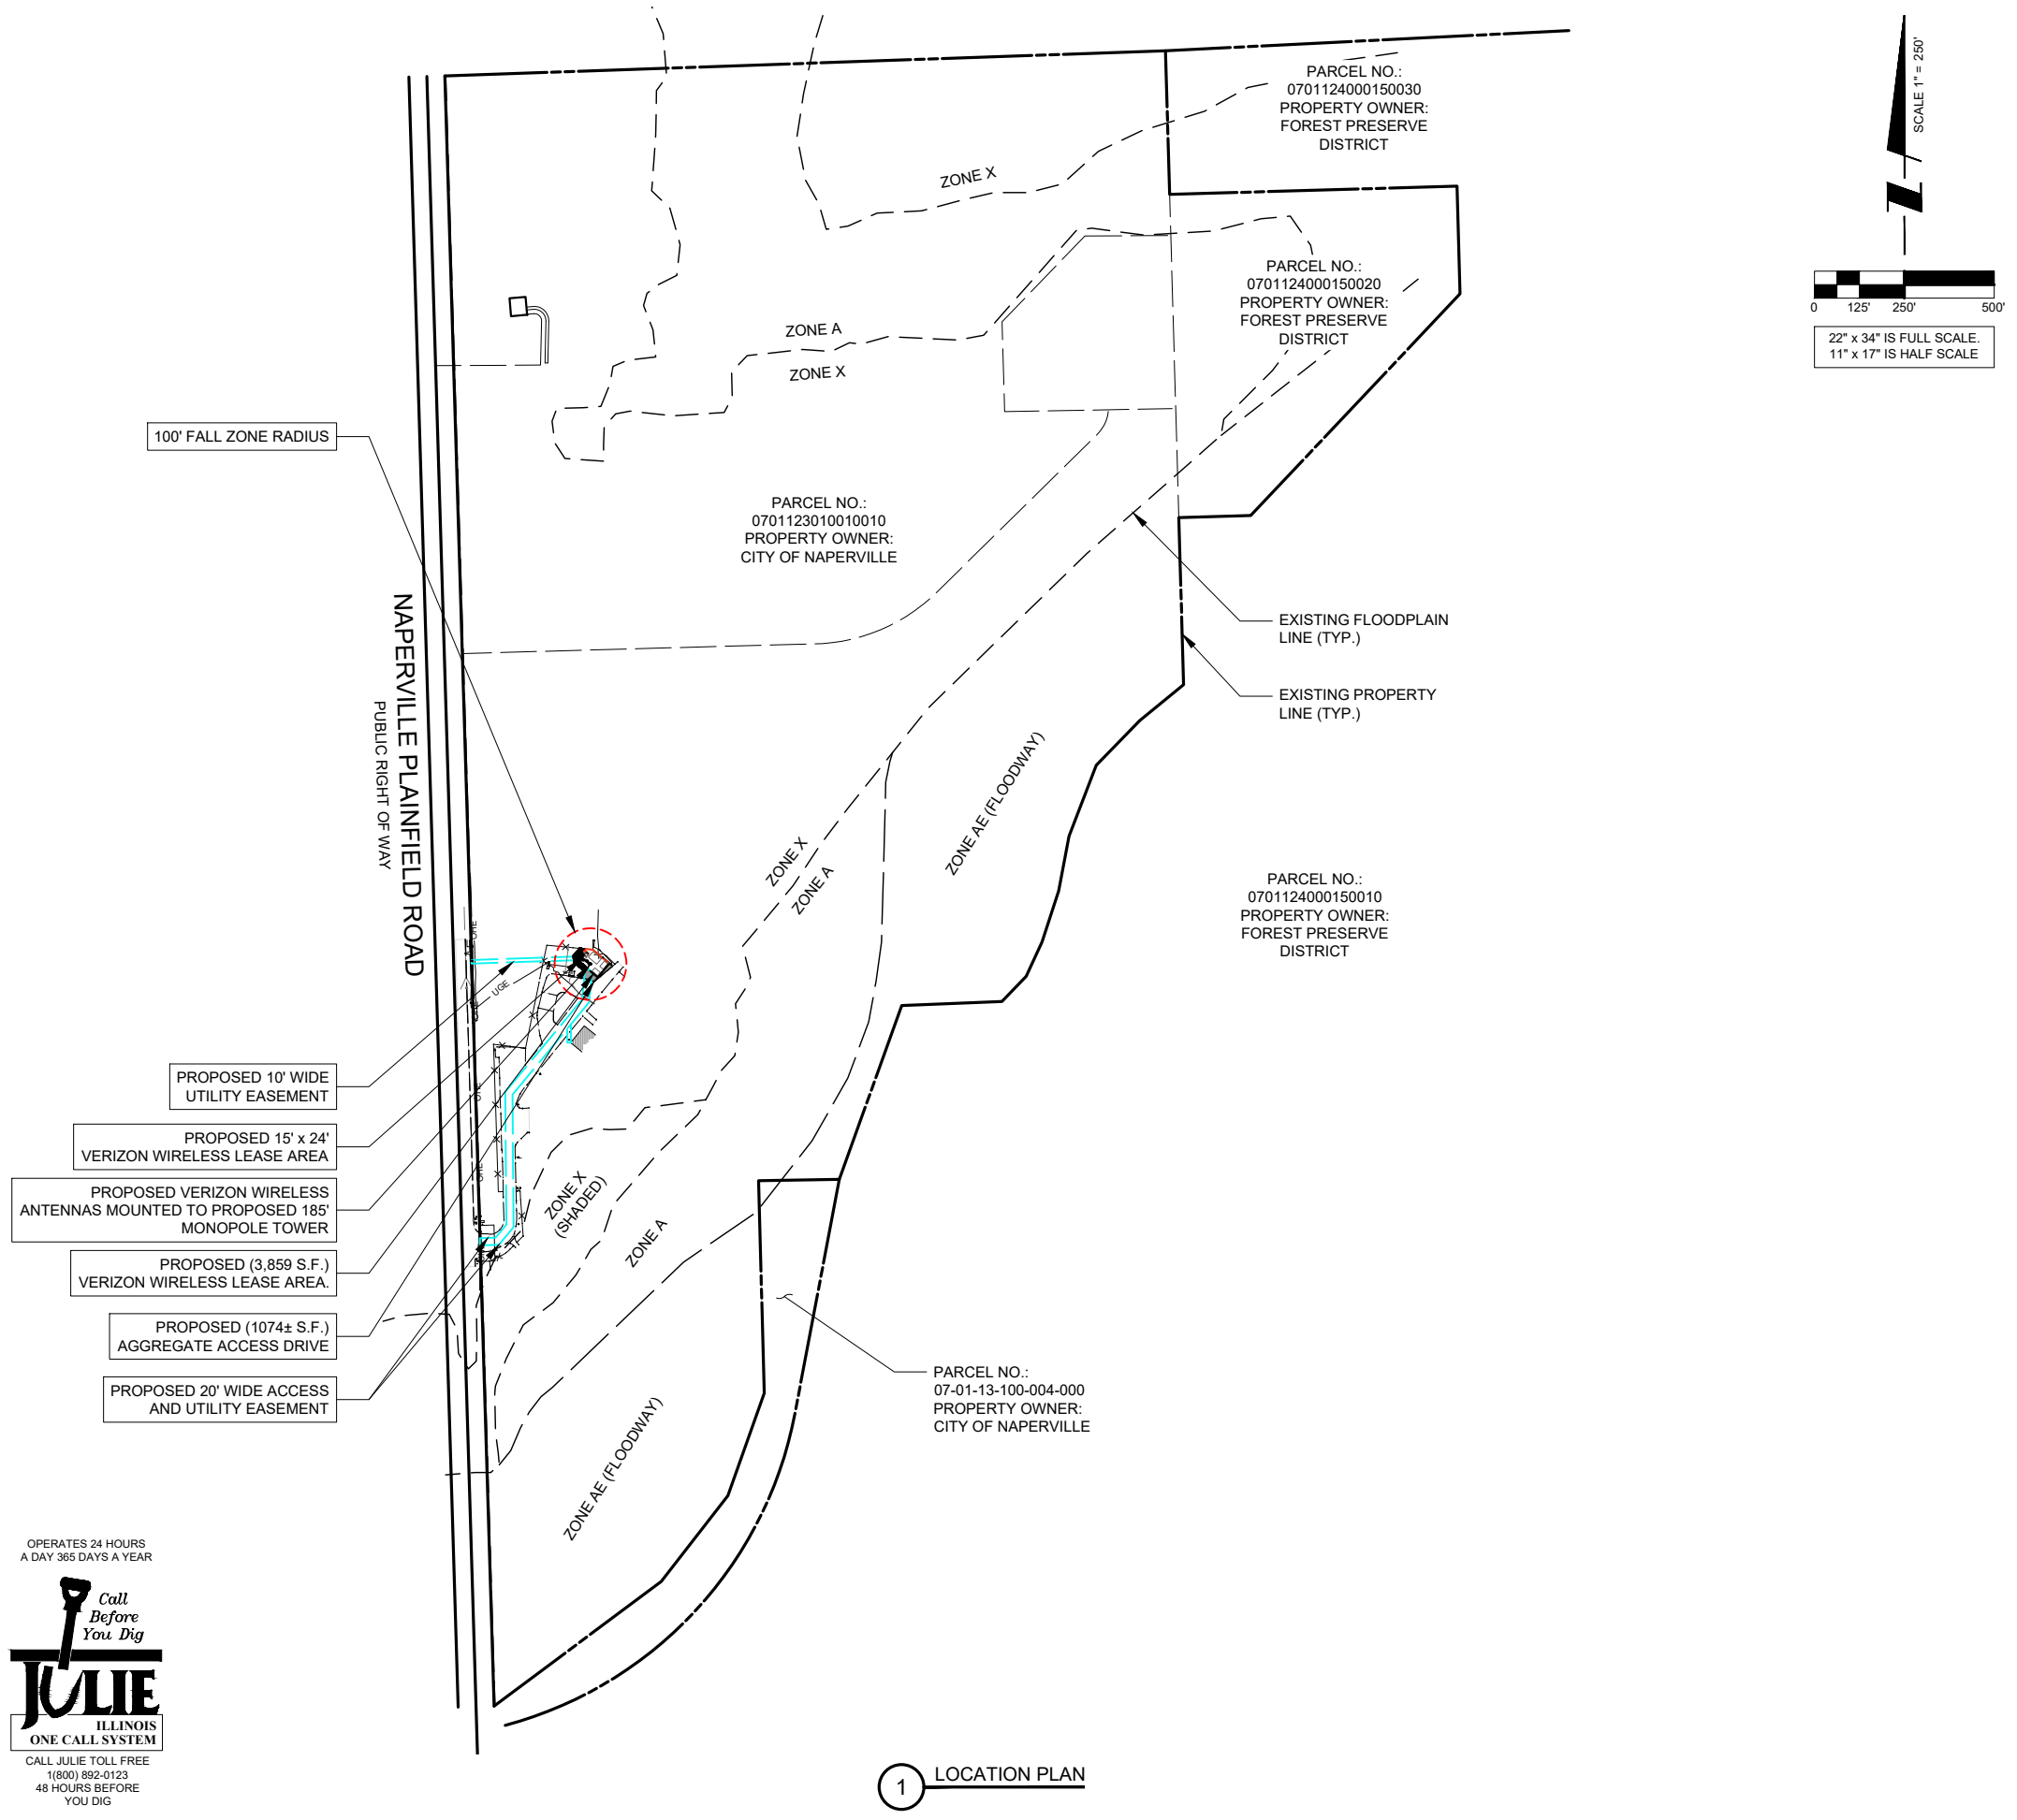 PARCEL NO.:
0701124000150030
PROPERTY OWNER:
FOREST PRESERVE
DISTRICT
SCALE 1" = 250'
0 125' 250' 500'
22" x 34" IS FULL SCALE.
11" x 17" IS HALF SCALE
ZONE X
PARCEL NO.:
0701124000150020
PROPERTY OWNER:
FOREST PRESERVE
DISTRICT
ZONE A
ZONE X
100' FALL ZONE RADIUS
PARCEL NO.:
0701123010010010
PROPERTY OWNER:
CITY OF NAPERVILLE
NAPERVILLE PLAINFIELD ROAD
PUBLIC RIGHT OF WAY
EXISTING FLOODPLAIN
LINE (TYP.)
EXISTING PROPERTY
LINE (TYP.)
ZONE AE (FLOODWAY)
ZONE X
ZONE A
PARCEL NO.:
0701124000150010
PROPERTY OWNER:
FOREST PRESERVE
DISTRICT
OHE
UGE
OHE
OHE
OHE
PROPOSED 10' WIDE
UTILITY EASEMENT
PROPOSED 15' x 24'
VERIZON WIRELESS LEASE AREA
PROPOSED VERIZON WIRELESS
ANTENNAS MOUNTED TO PROPOSED 185'
MONOPOLE TOWER
PROPOSED (3,859 S.F.)
VERIZON WIRELESS LEASE AREA.
PROPOSED (1074± S.F.)
AGGREGATE ACCESS DRIVE
PROPOSED 20' WIDE ACCESS
AND UTILITY EASEMENT
ZONE X
(SHADED)
ZONE A
ZONE AE (FLOODWAY)
PARCEL NO.:
07-01-13-100-004-000
PROPERTY OWNER:
CITY OF NAPERVILLE
OPERATES 24 HOURS
A DAY 365 DAYS A YEAR
Call
Before
You Dig
JULIE
ILLINOIS
ONE CALL SYSTEM
CALL JULIE TOLL FREE
1(800) 892-0123
48 HOURS BEFORE
YOU DIG
1 LOCATION PLAN